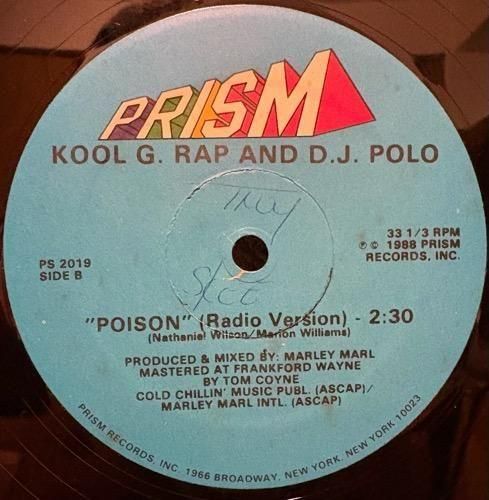 PRISM
KOOL G. RAP AND D.J. POLO
PS 2019
SIDE B
33 1/3 RPM
℗ © 1988 PRISM
RECORDS, INC.
"POISON" (Radio Version) - 2:30
(Nathaniel Wilson/Marlon Williams)
PRODUCED & MIXED BY: MARLEY MARL
MASTERED AT FRANKFORD WAYNE
BY TOM COYNE
COLD CHILLIN' MUSIC PUBL. (ASCAP)/
MARLEY MARL INTL. (ASCAP)
PRISM RECORDS, INC. 1966 BROADWAY. NEW YORK. NEW YORK 10023